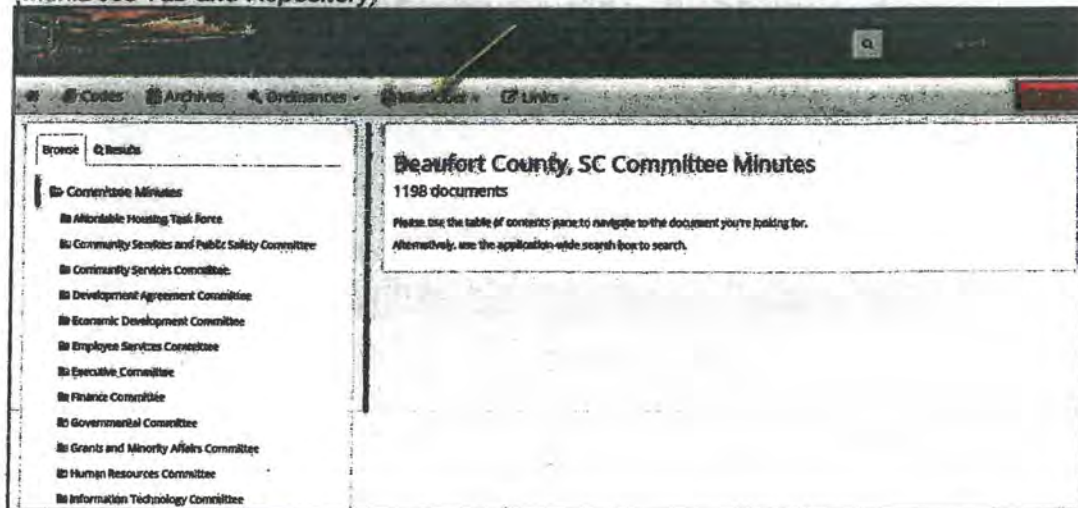 Codes Archives Ordinances MuniDocs Links
Browse Results
Committee Minutes
Affordable Housing Task Force
Community Services and Public Safety Committee
Community Services Committee
Development Agreement Committee
Economic Development Committee
Employee Services Committee
Executive Committee
Finance Committee
Governmental Committee
Grants and Minority Affairs Committee
Human Resources Committee
Information Technology Committee
Beaufort County, SC Committee Minutes
1198 documents
Please use the table of contents pane to navigate to the document you're looking for.
Alternatively, use the application-wide search box to search.